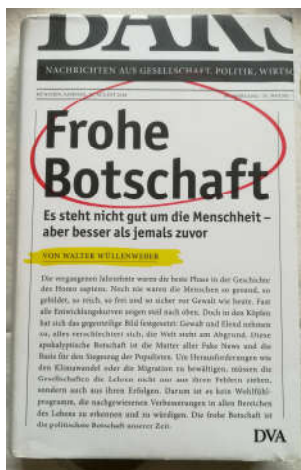 NACHRICHTEN AUS GESELLSCHAFT, POLITIK, WIRTSC
Frohe
Botschaft
Es steht nicht gut um die Menschheit –
aber besser als jemals zuvor
VON WALTER WÜLLENWEBER
Die vergangenen Jahrzehnte waren die beste Phase in der Geschichte
des Homo sapiens. Noch nie waren die Menschen so gesund, so
gebildet, so reich, so frei und so sicher vor Gewalt wie heute. Fast
alle Entwicklungskurven zeigen steil nach oben. Doch in den Köpfen
hat sich das gegenteilige Bild festgesetzt: Gewalt und Elend nehmen
zu, alles verschlechtert sich, die Welt steht am Abgrund. Diese
apokalyptische Botschaft ist die Mutter aller Fake News und die
Basis für den Siegeszug der Populisten. Um Herausforderungen wie
den Klimawandel oder die Migration zu bewältigen, müssen die
Gesellschaften die Lehren nicht nur aus ihren Fehlern ziehen,
sondern auch aus ihren Erfolgen. Darum ist es kein Wohlfühl-
programm, die nachgewiesenen Verbesserungen in allen Bereichen
des Lebens zu erkennen und zu würdigen. Die frohe Botschaft ist
die politischste Botschaft unserer Zeit.
DVA